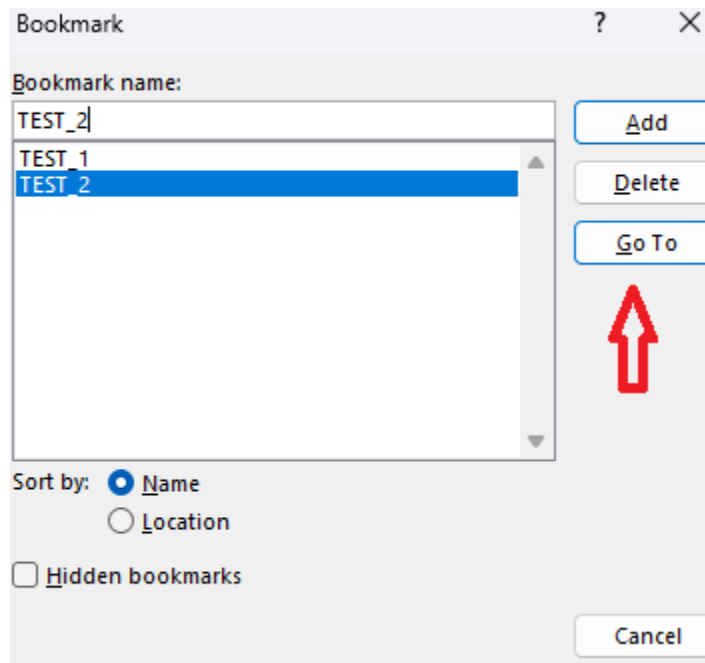 Bookmark ?
Bookmark name:
TEST_2
Add
TEST_1
TEST_2
Delete
Go To
Sort by: Name
Location
Hidden bookmarks
Cancel